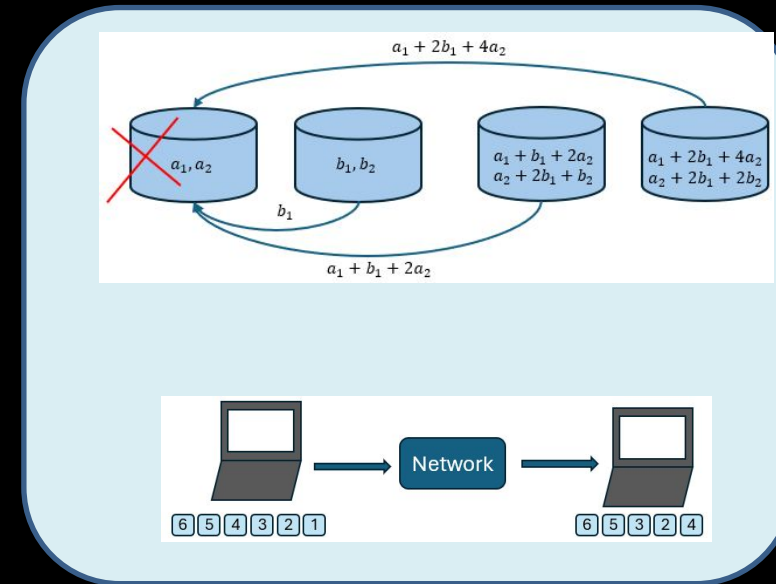 a₁ + 2b₁ + 4a₂
a₁, a₂
b₁, b₂
a₁ + b₁ + 2a₂
a₂ + 2b₁ + b₂
a₁ + 2b₁ + 4a₂
a₂ + 2b₁ + 2b₂
b₁
a₁ + b₁ + 2a₂
Network
6 5 4 3 2 1
6 5 3 2 4